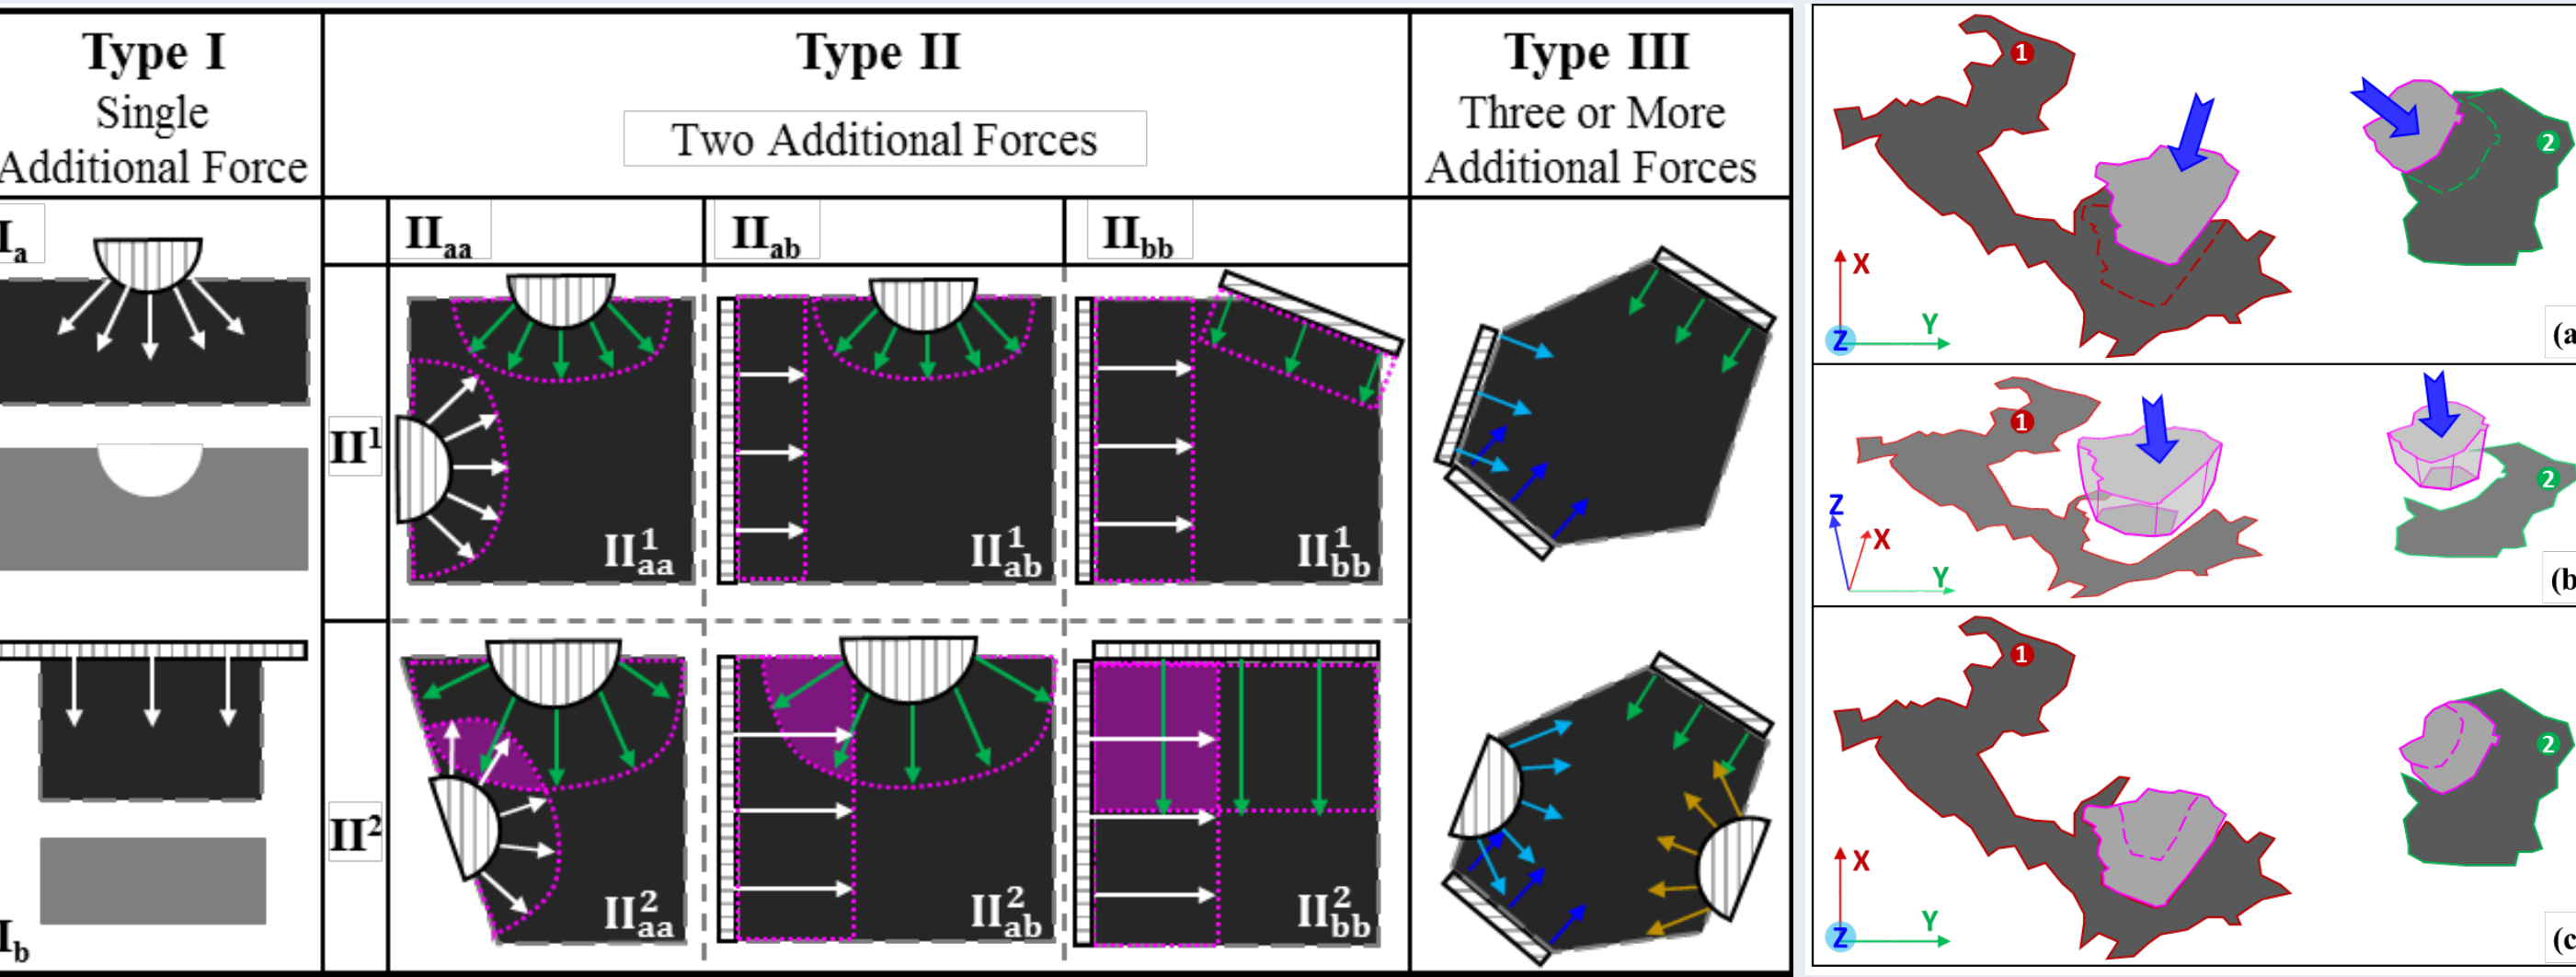 Type I
Single
Additional Force
Type II
Two Additional Forces
Type III
Three or More
Additional Forces
Ia
IIaa
IIab
IIbb
II1
II1aa
II1ab
II1bb
Ib
II2
II2aa
II2ab
II2bb
1
2
X
Y
Z
(a
1
2
Z
X
Y
(b
1
2
X
Y
Z
(c